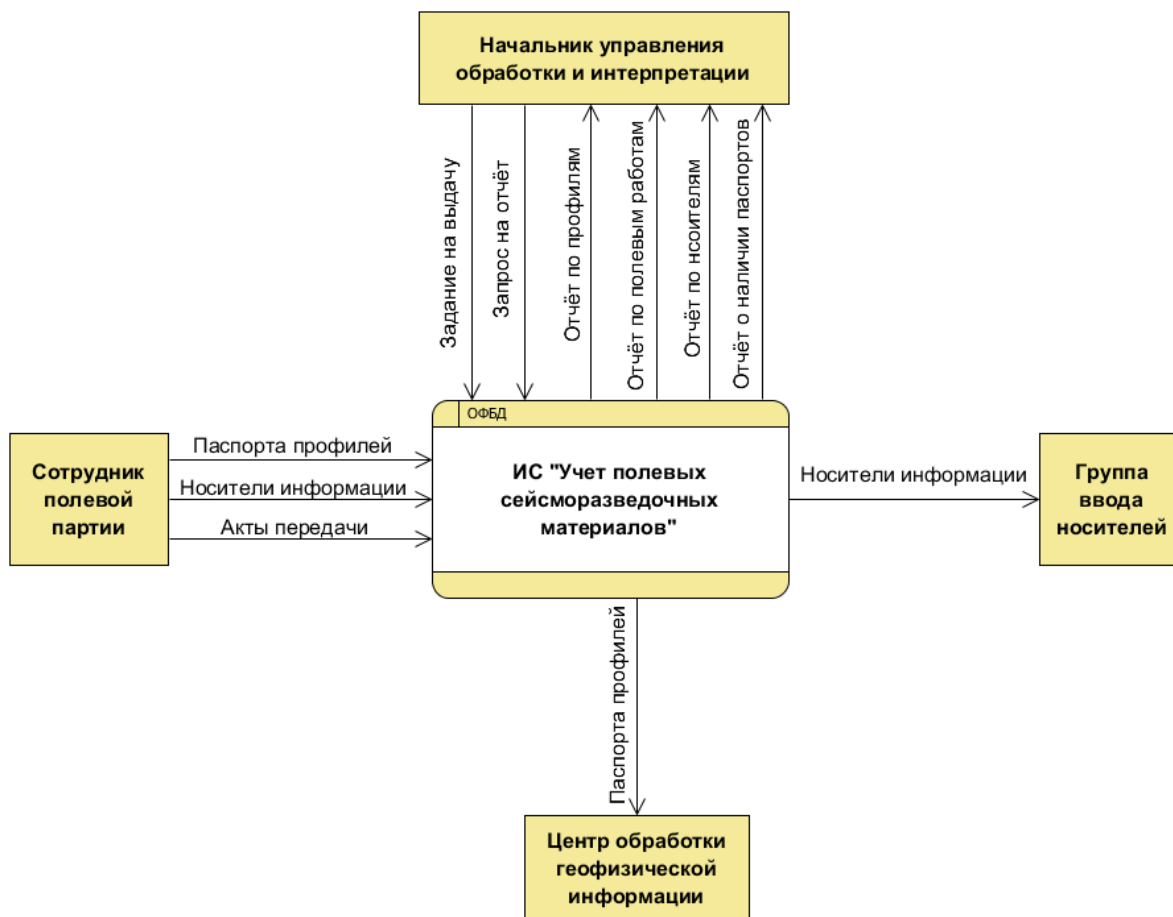 Начальник управления
обработки и интерпретации
Задание на выдачу
Запрос на отчёт
Отчёт по профилям
Отчёт по полевым работам
Отчёт по нсоителям
Отчёт о наличии паспортов
ОФБД
Сотрудник
полевой
партии
Паспорта профилей
Носители информации
Акты передачи
ИС "Учет полевых
сейсморазведочных
материалов"
Носители информации
Группа
ввода
носителей
Паспорта профилей
Центр обработки
геофизической
информации